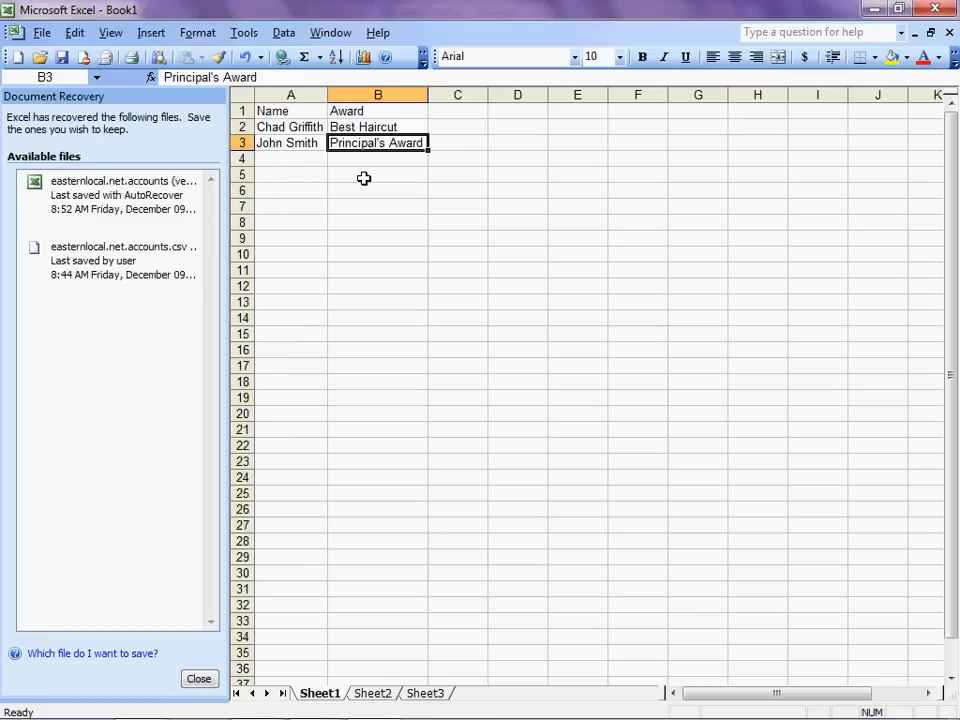 Microsoft Excel - Book1
File Edit View Insert Format Tools Data Window Help
Type a question for help
Arial 10 B I U $ A
B3 fx Principal's Award
Document Recovery
Excel has recovered the following files. Save
the ones you wish to keep.
Available files
easternlocal.net.accounts (ve...
Last saved with AutoRecover
8:52 AM Friday, December 09...
easternlocal.net.accounts.csv ..
Last saved by user
8:44 AM Friday, December 09...
Which file do I want to save?
Close
A B C D E F G H I J K
1 Name Award
2 Chad Griffith Best Haircut
3 John Smith Principal's Award
4
5
6
7
8
9
10
11
12
13
14
15
16
17
18
19
20
21
22
23
24
25
26
27
28
29
30
31
32
33
34
35
36
37
Sheet1 Sheet2 Sheet3
Ready NUM